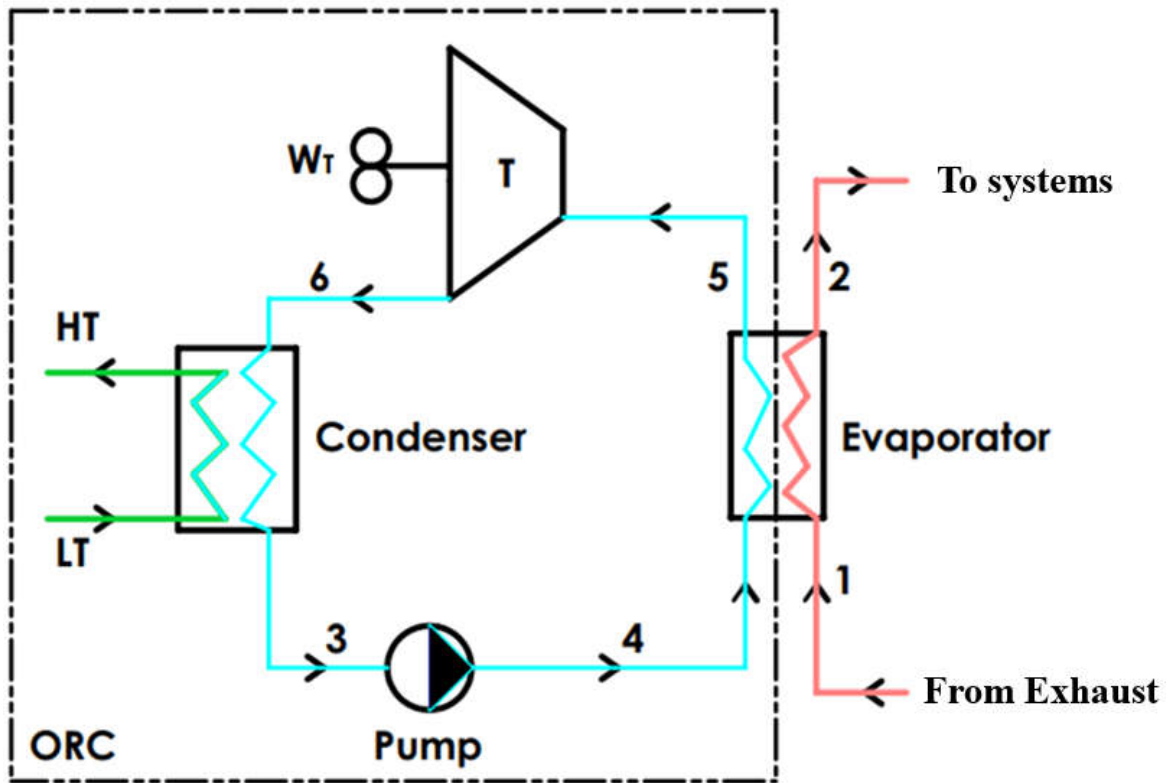 WT
T
To systems
6
5
2
HT
Condenser
Evaporator
LT
1
3
4
From Exhaust
ORC
Pump